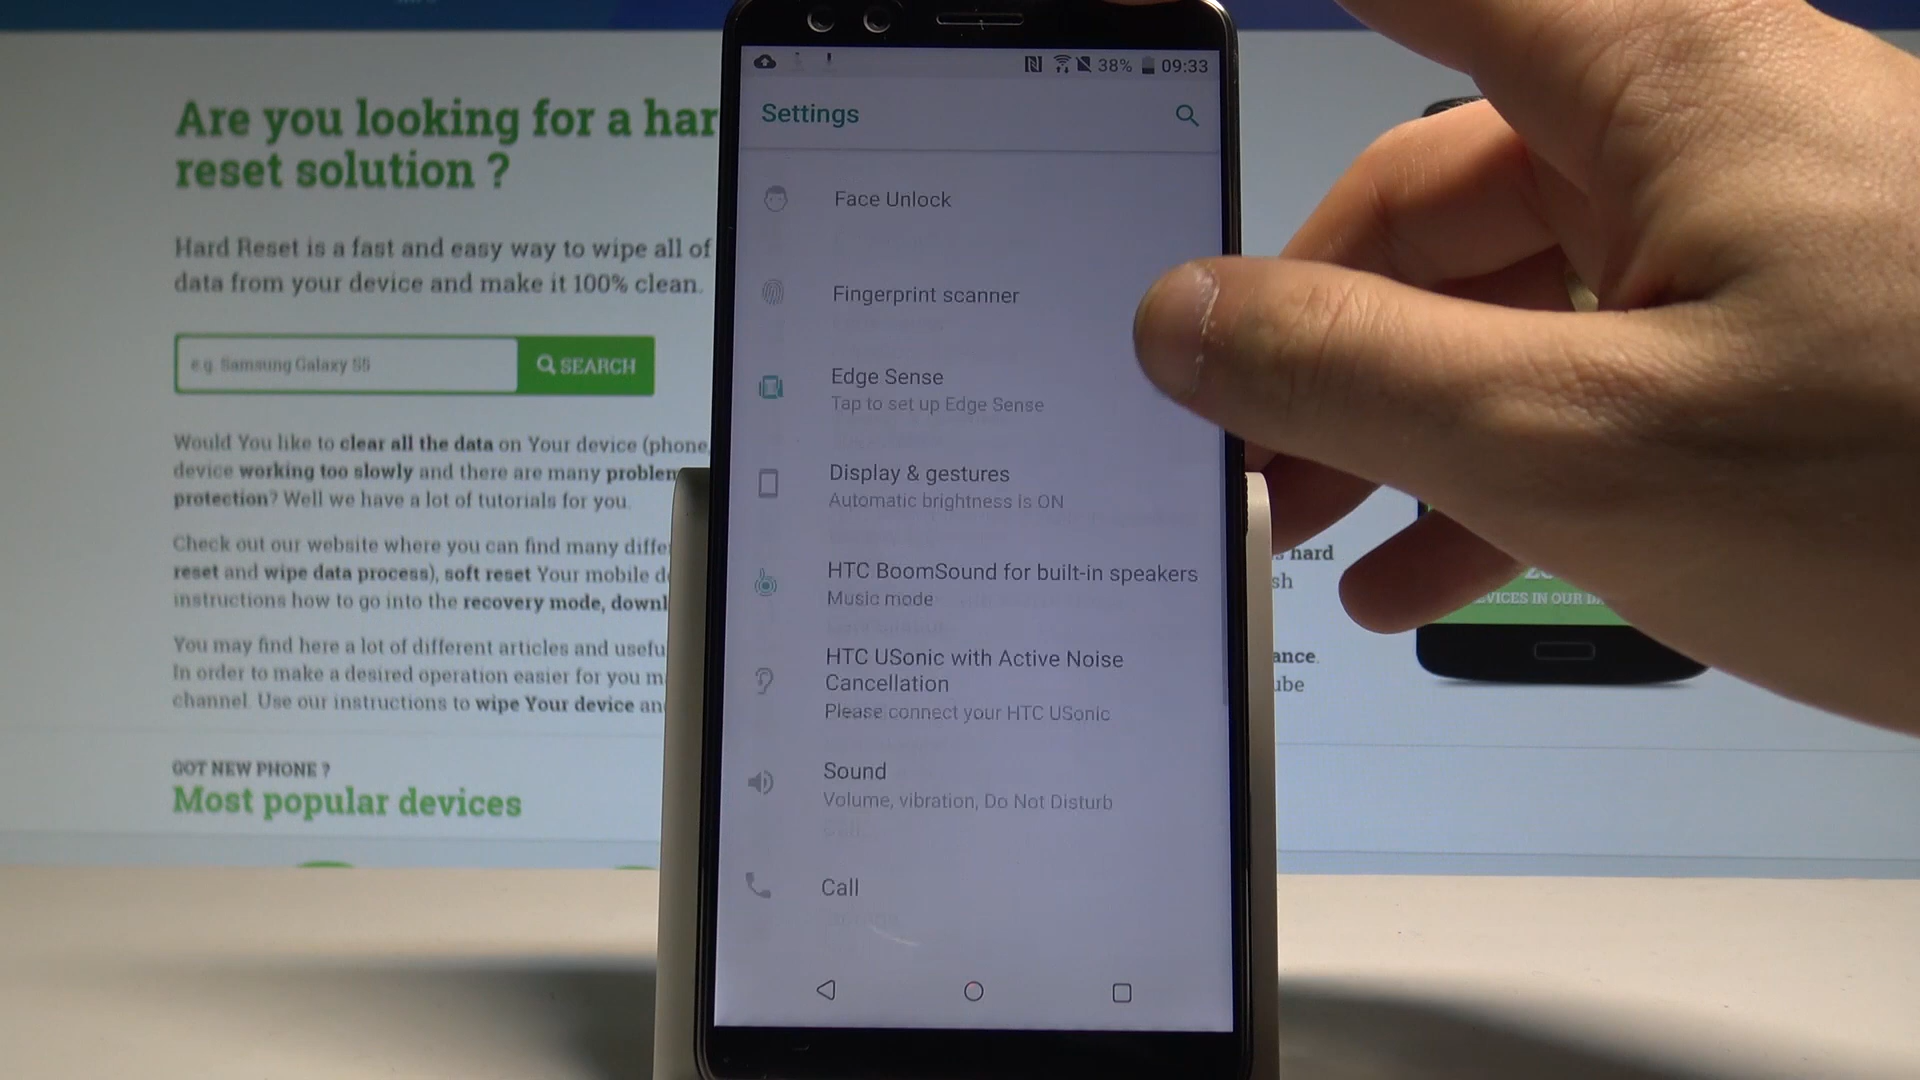 Are you looking for a har
reset solution ?
Hard Reset is a fast and easy way to wipe all of
data from your device and make it 100% clean.
e.g. Samsung Galaxy S5
SEARCH
Would You like to clear all the data on Your device (phone,
device working too slowly and there are many problem
protection? Well we have a lot of tutorials for you.
Check out our website where you can find many diffe
reset and wipe data process), soft reset Your mobile d
instructions how to go into the recovery mode, downl
You may find here a lot of different articles and usefu
In order to make a desired operation easier for you m
channel. Use our instructions to wipe Your device an
GOT NEW PHONE ?
Most popular devices
38% 09:33
Settings
Face Unlock
Fingerprint scanner
Edge Sense
Tap to set up Edge Sense
Display & gestures
Automatic brightness is ON
HTC BoomSound for built-in speakers
Music mode
HTC USonic with Active Noise
Cancellation
Please connect your HTC USonic
Sound
Volume, vibration, Do Not Disturb
Call
hard
sh
ance.
ube
VICES IN OUR DA